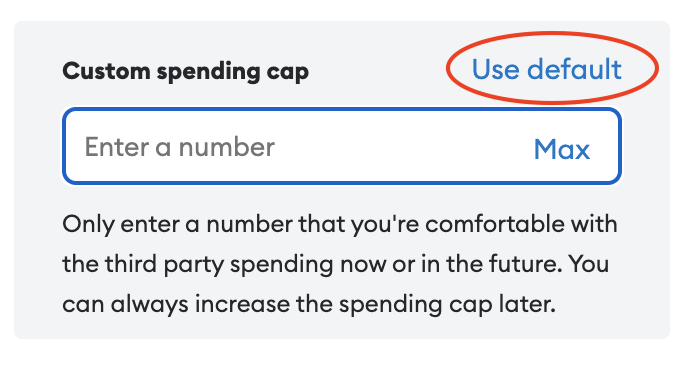 Custom spending cap Use default
Enter a number Max
Only enter a number that you're comfortable with
the third party spending now or in the future. You
can always increase the spending cap later.